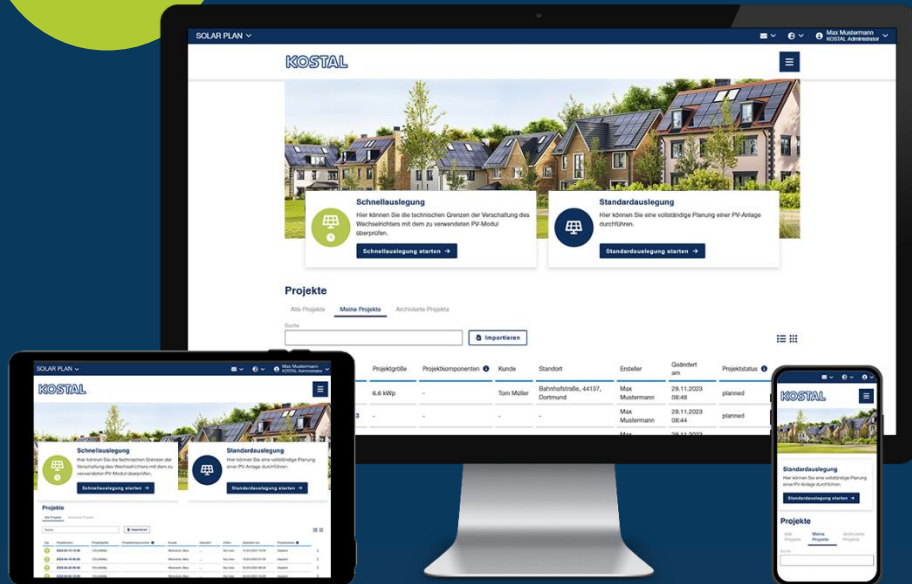 SOLAR PLAN
Max Mustermann
KOSTAL Administrator
KOSTAL
Schnellauslegung
Hier können Sie die technischen Grenzen der Verschaltung des
Wechselrichters mit dem zu verwendeten PV-Modul
überprüfen.
Schnellauslegung starten →
Standardauslegung
Hier können Sie eine vollständige Planung einer PV-Anlage
durchführen.
Standardauslegung starten →
Projekte
Alle Projekte Meine Projekte Archivierte Projekte
Suche
Importieren
Projektgröße Projektkomponenten Kunde Standort Ersteller Geändert am Projektstatus
6.6 kWp - Tom Müller Bahnhofstraße, 44137, Dortmund Max Mustermann 29.11.2023 08:48 planned
3 - - - - Max Mustermann 29.11.2023 08:44 planned
SOLAR PLAN
Max Mustermann
KOSTAL Administrator
KOSTAL
Schnellauslegung
Hier können Sie die technischen Grenzen der
Verschaltung des Wechselrichters mit dem zu
verwendeten PV-Modul überprüfen.
Schnellauslegung starten →
Standardauslegung
Hier können Sie eine vollständige Planung
einer PV-Anlage durchführen.
Standardauslegung starten →
Projekte
Alle Projekte Archivierte Projekte
Suche
Importieren
KOSTAL
Standardauslegung
Hier können Sie eine vollständige Planung
einer PV-Anlage durchführen.
Standardauslegung starten →
Projekte
Alle Projekte Meine Projekte Archivierte Projekte
Suche